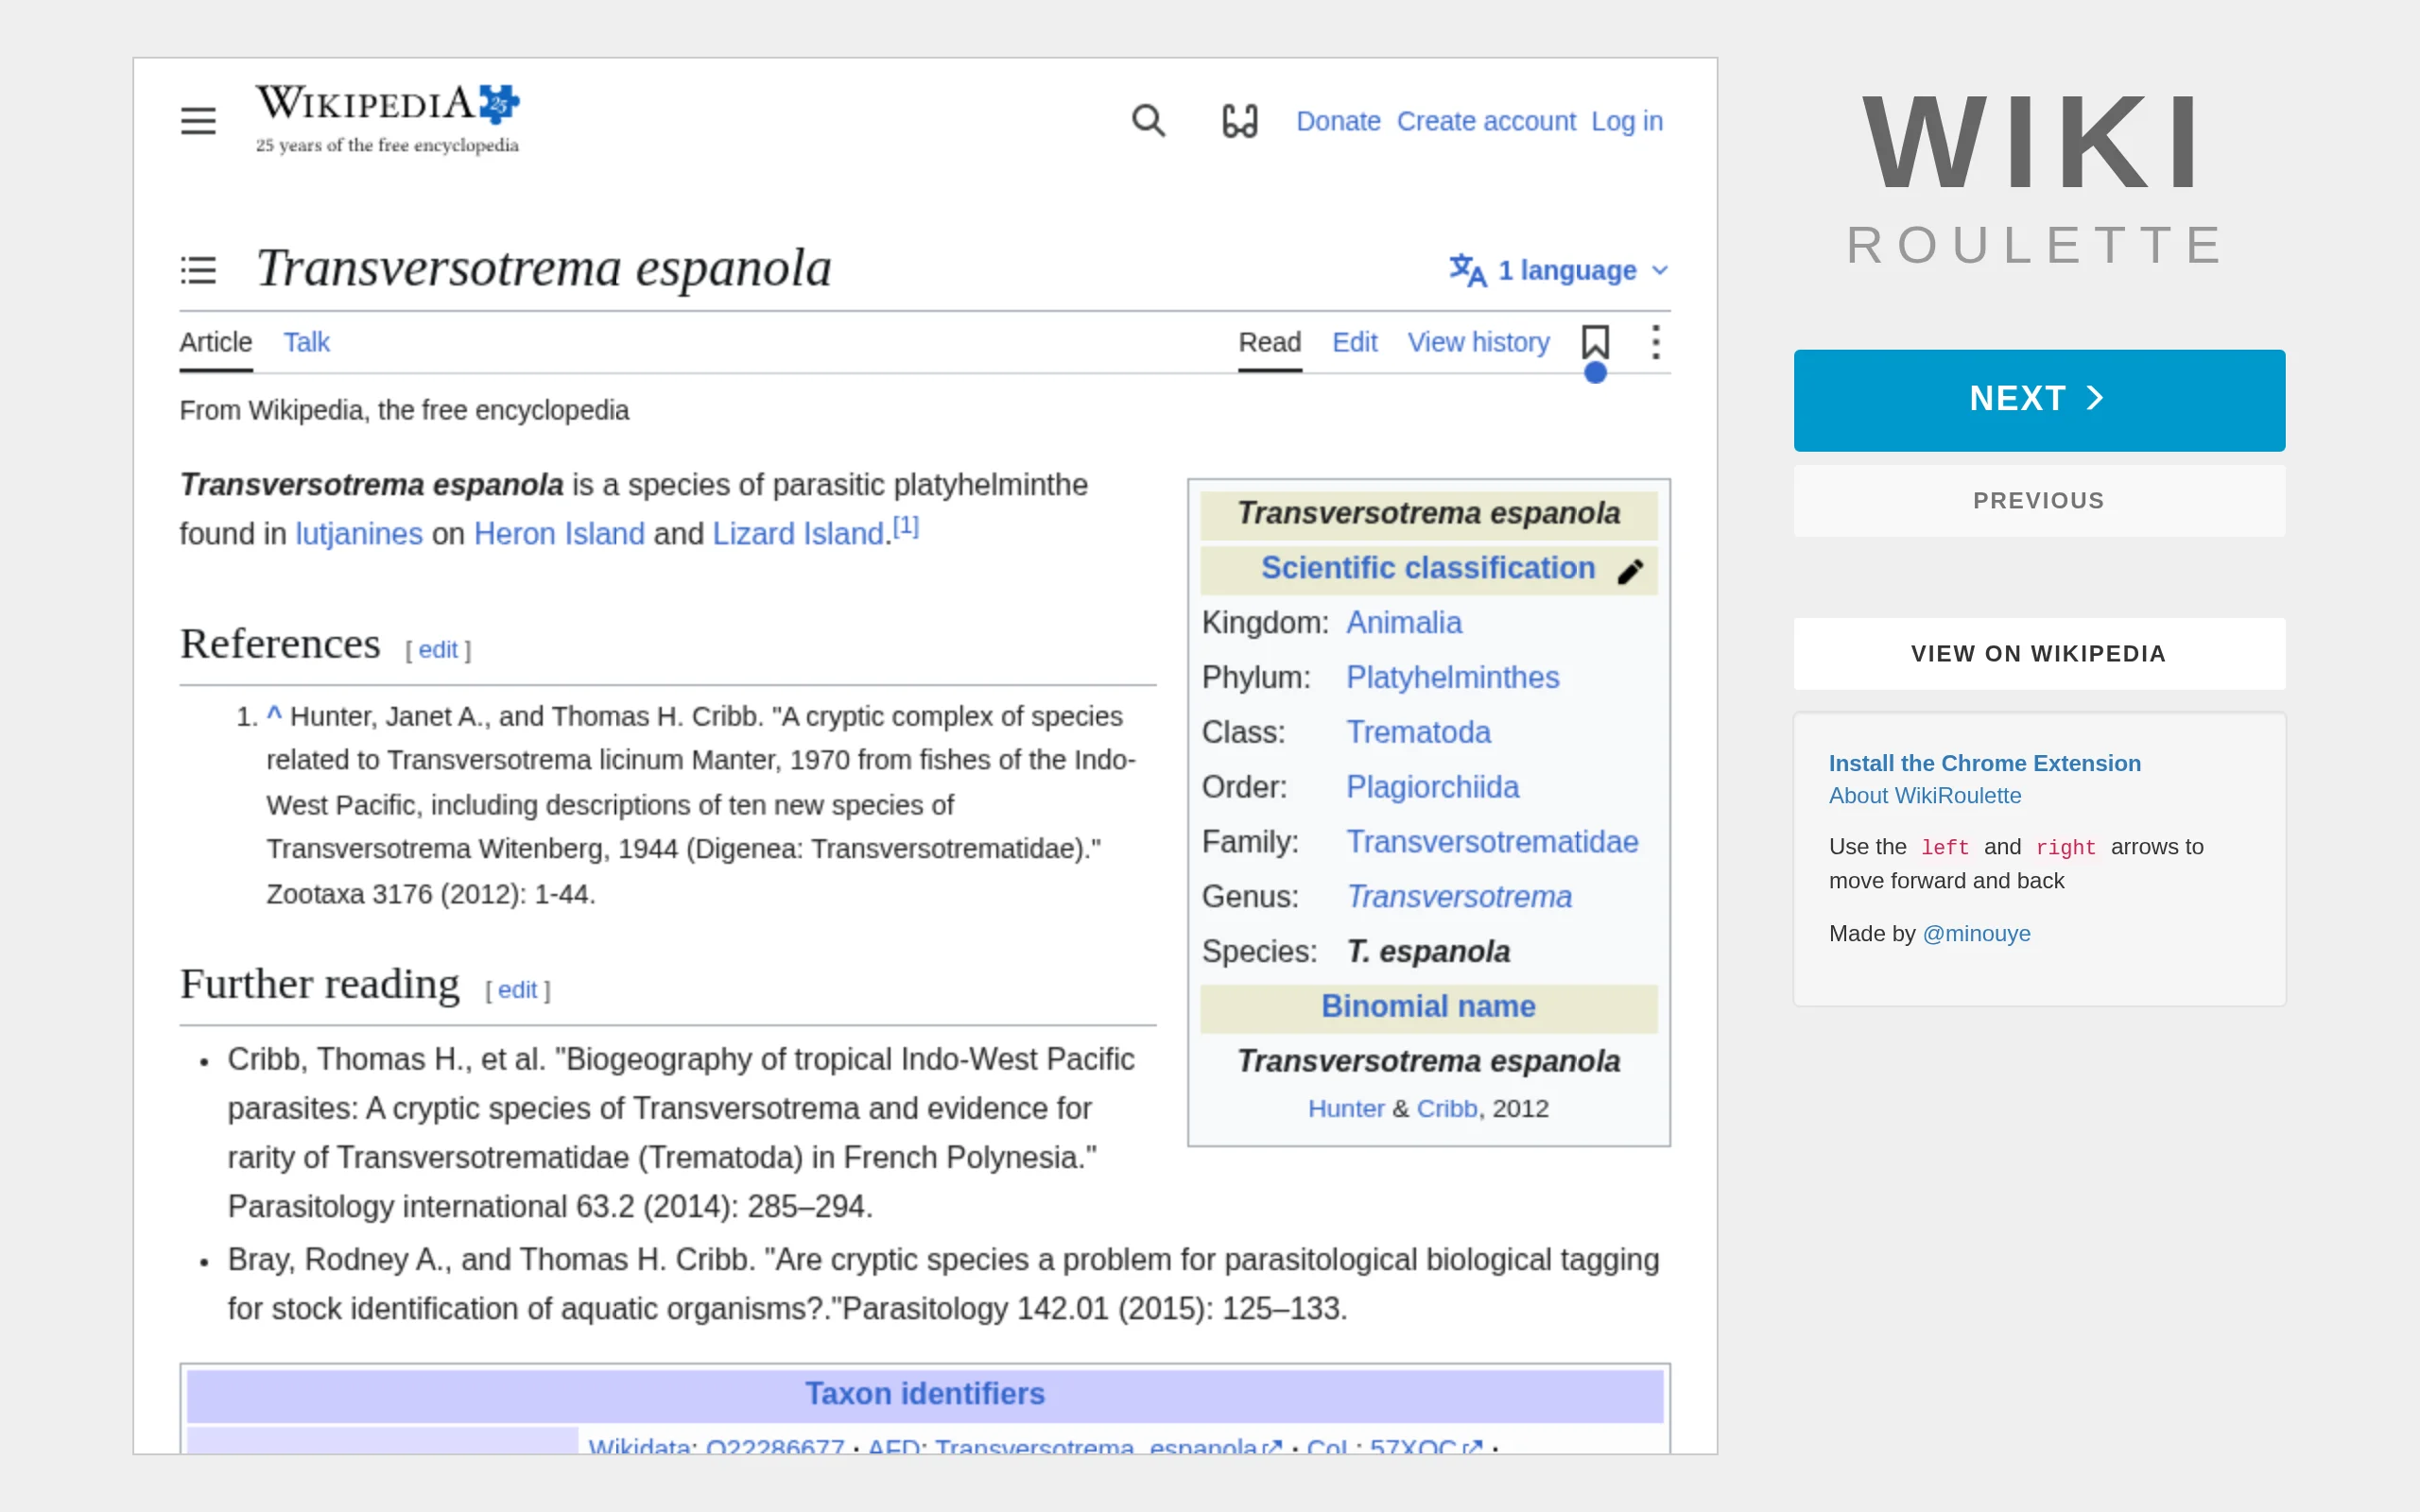 WIKIPEDIA 25
25 years of the free encyclopedia
Donate Create account Log in
Transversotrema espanola
1 language
Article Talk
Read Edit View history
From Wikipedia, the free encyclopedia
Transversotrema espanola is a species of parasitic platyhelminthe
found in lutjanines on Heron Island and Lizard Island.[1]
References [ edit ]
1. ^ Hunter, Janet A., and Thomas H. Cribb. "A cryptic complex of species
related to Transversotrema licinum Manter, 1970 from fishes of the Indo-
West Pacific, including descriptions of ten new species of
Transversotrema Witenberg, 1944 (Digenea: Transversotrematidae)."
Zootaxa 3176 (2012): 1-44.
Further reading [ edit ]
• Cribb, Thomas H., et al. "Biogeography of tropical Indo-West Pacific
parasites: A cryptic species of Transversotrema and evidence for
rarity of Transversotrematidae (Trematoda) in French Polynesia."
Parasitology international 63.2 (2014): 285–294.
• Bray, Rodney A., and Thomas H. Cribb. "Are cryptic species a problem for parasitological biological tagging
for stock identification of aquatic organisms?."Parasitology 142.01 (2015): 125–133.
Transversotrema espanola
Scientific classification
Kingdom: Animalia
Phylum: Platyhelminthes
Class: Trematoda
Order: Plagiorchiida
Family: Transversotrematidae
Genus: Transversotrema
Species: T. espanola
Binomial name
Transversotrema espanola
Hunter & Cribb, 2012
Taxon identifiers
Wikidata: Q22286677 · AFD: Transversotrema_espanola · CoL: 57XQC ·
WIKI
ROULETTE
NEXT
PREVIOUS
VIEW ON WIKIPEDIA
Install the Chrome Extension
About WikiRoulette
Use the left and right arrows to
move forward and back
Made by @minouye